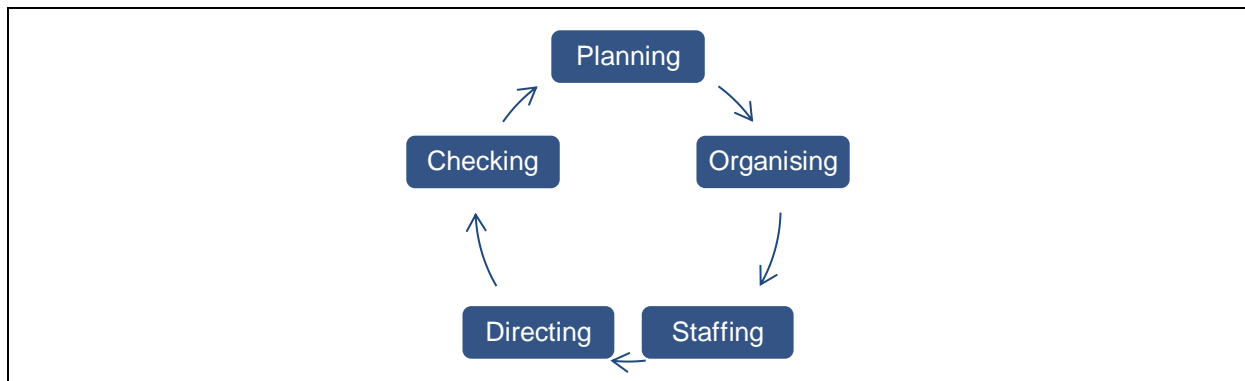 Planning
Organising
Staffing
Directing
Checking